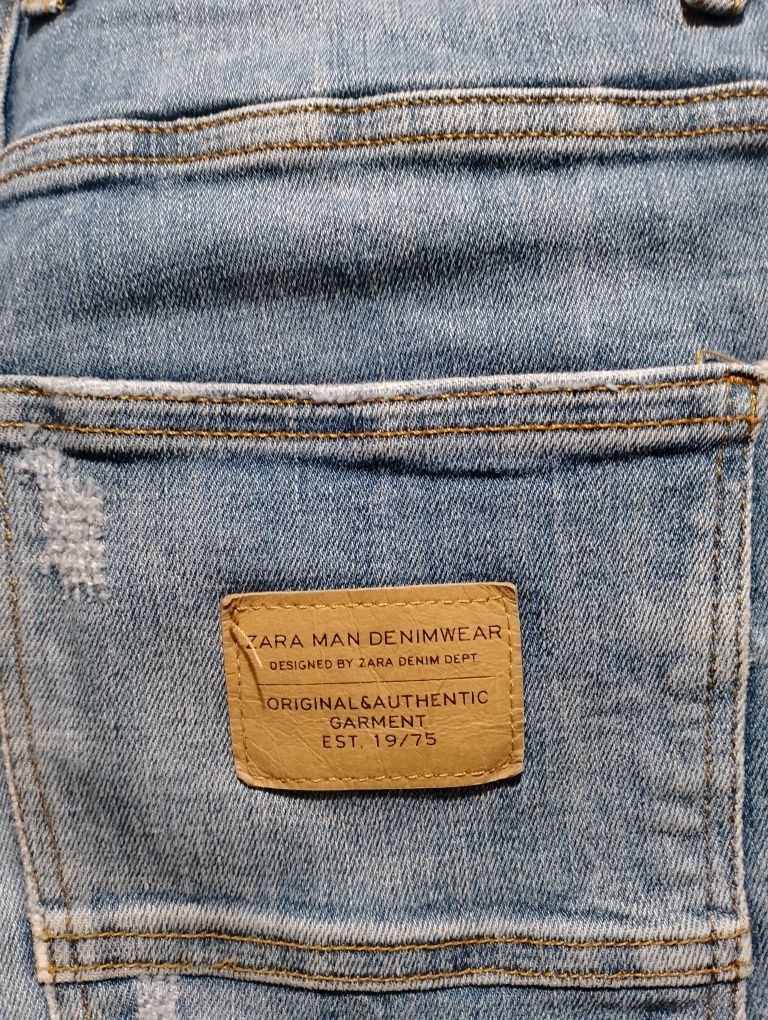 ZARA MAN DENIMWEAR
DESIGNED BY ZARA DENIM DEPT
ORIGINAL&AUTHENTIC
GARMENT
EST. 19/75